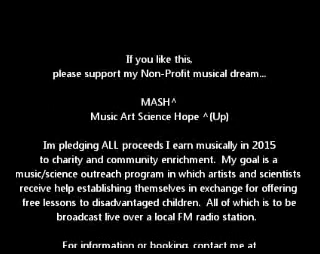 If you like this,
please support my Non-Profit musical dream...
MASH^
Music Art Science Hope ^(Up)
Im pledging ALL proceeds I earn musically in 2015
to charity and community enrichment.  My goal is a
music/science outreach program in which artists and scientists
receive help establishing themselves in exchange for offering
free lessons to disadvantaged children.  All of which is to be
broadcast live over a local FM radio station.
For information or booking, contact me at